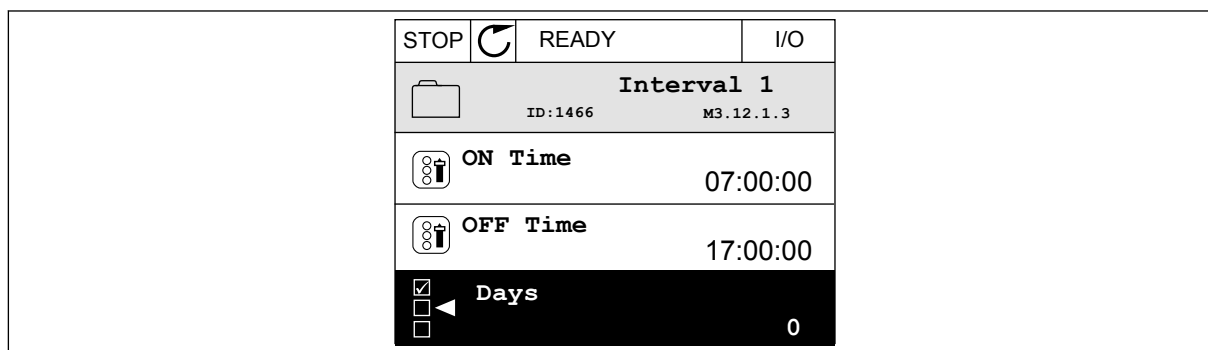 STOP READY I/O
Interval 1
ID:1466 M3.12.1.3
ON Time
07:00:00
OFF Time
17:00:00
Days
0